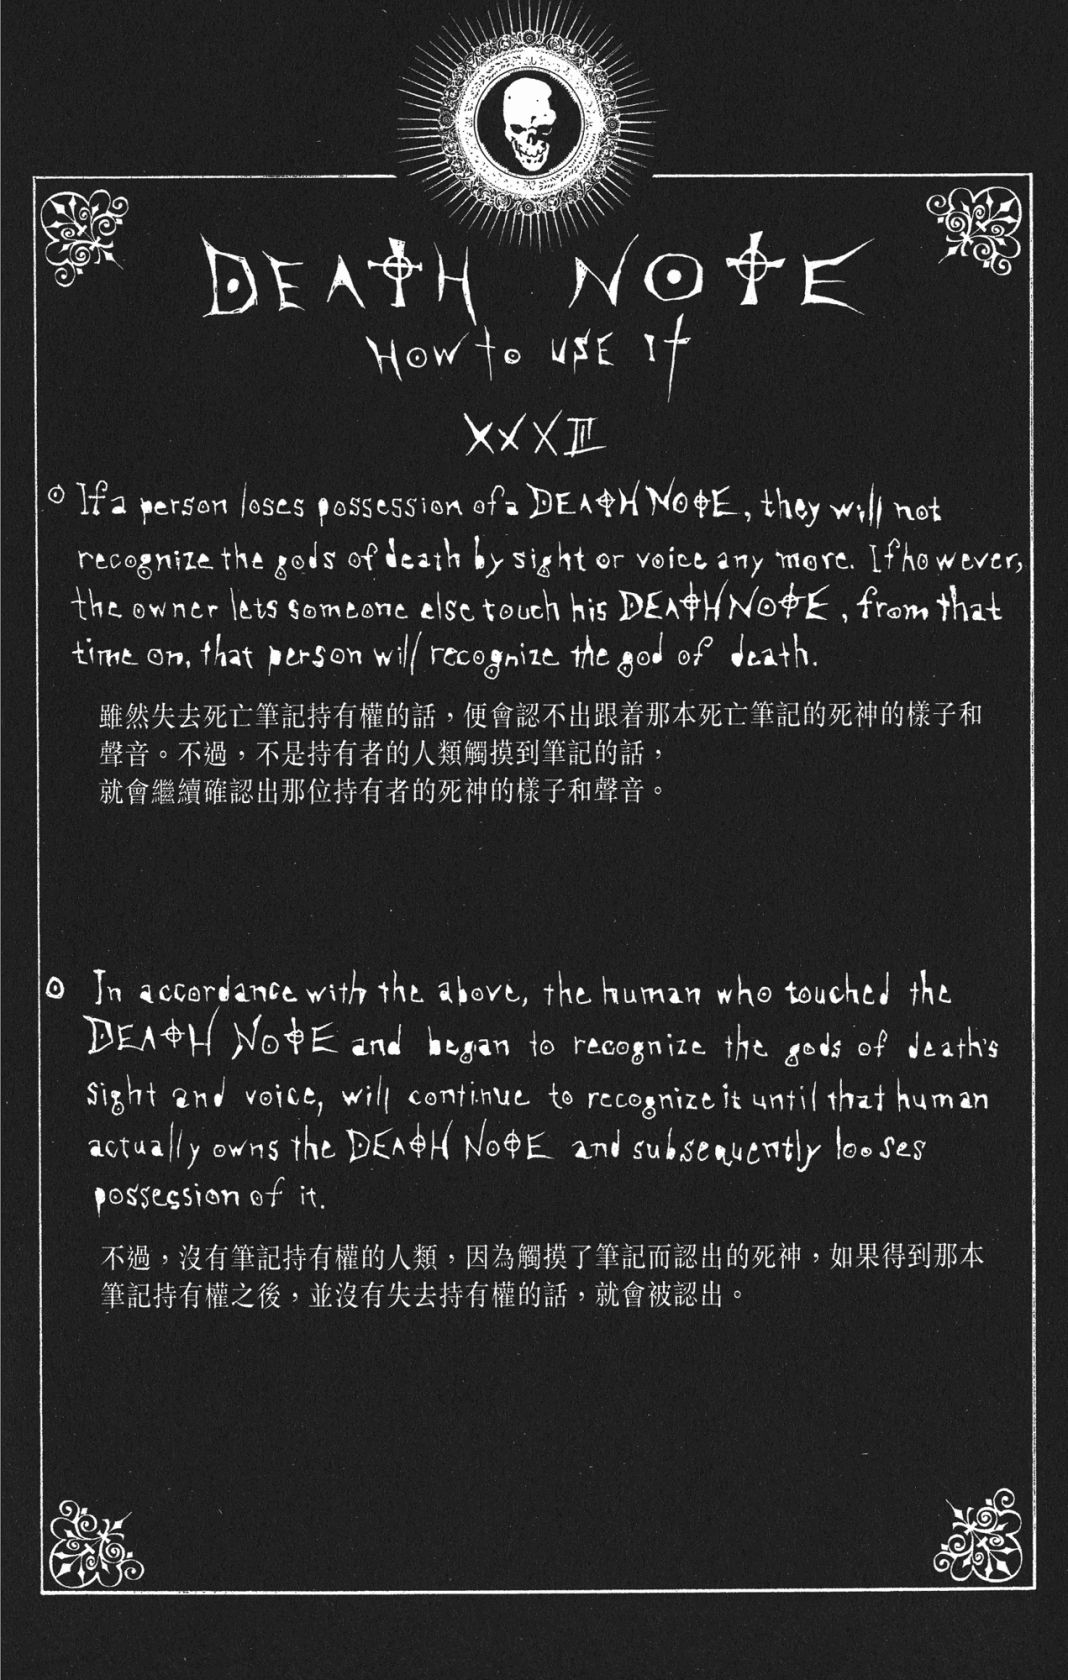 DEATH NOTE
HOW to USE It
XXXIII
If a person loses possession of a DEATH NOTE, they will not
recognize the gods of death by sight or voice any more. If however,
the owner lets someone else touch his DEATH NOTE, from that
time on, that person will recognize the god of death.
雖然失去死亡筆記持有權的話，便會認不出跟着那本死亡筆記的死神的樣子和
聲音。不過，不是持有者的人類觸摸到筆記的話，
就會繼續確認出那位持有者的死神的樣子和聲音。
In accordance with the above, the human who touched the
DEATH NOTE and began to recognize the gods of death's
sight and voice, will continue to recognize it until that human
actually owns the DEATH NOTE and subsequently looses
possession of it.
不過，沒有筆記持有權的人類，因為觸摸了筆記而認出的死神，如果得到那本
筆記持有權之後，並沒有失去持有權的話，就會被認出。